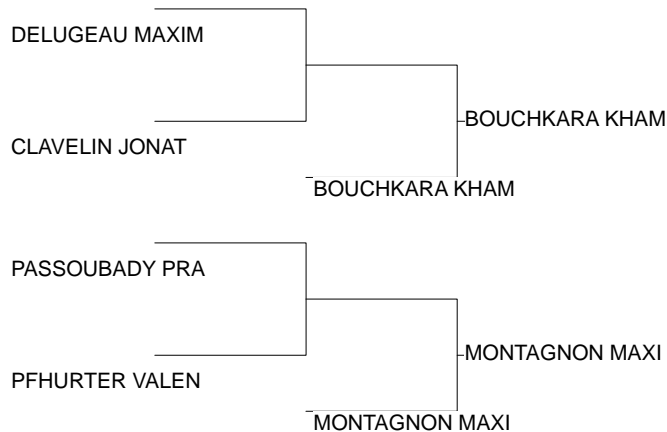 DELUGEAU MAXIM
BOUCHKARA KHAM
CLAVELIN JONAT
BOUCHKARA KHAM
PASSOUBADY PRA
MONTAGNON MAXI
PFHURTER VALEN
MONTAGNON MAXI